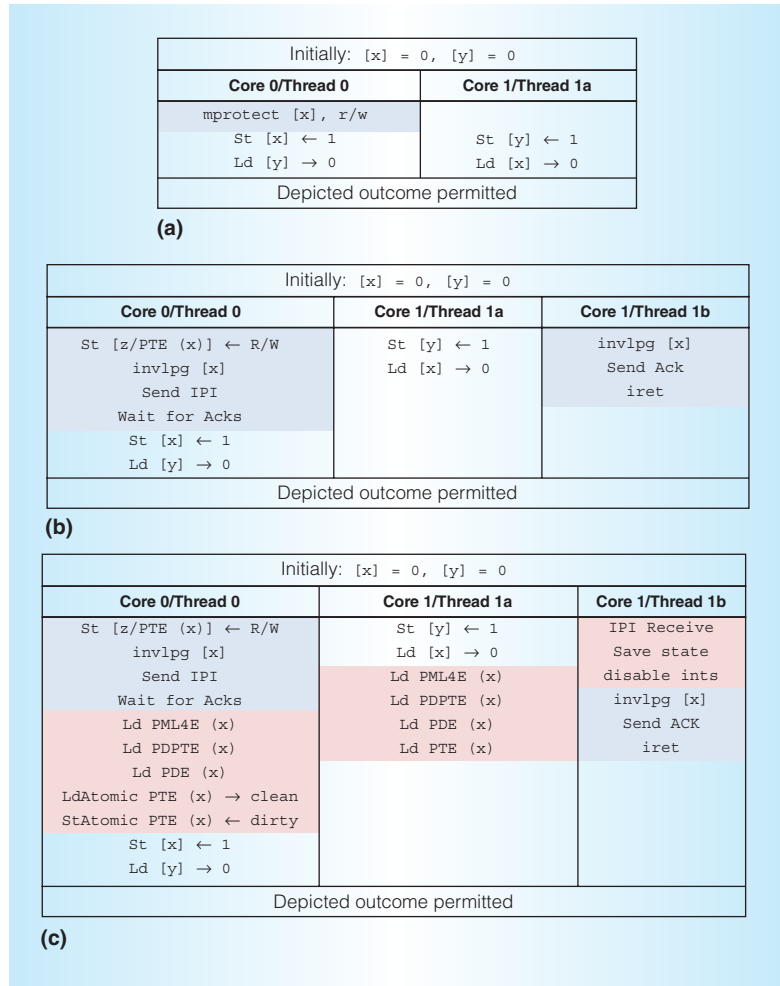 Initially: [x] = 0, [y] = 0
Core 0/Thread 0 Core 1/Thread 1a
mprotect [x], r/w
St [x] ← 1 St [y] ← 1
Ld [y] → 0 Ld [x] → 0
Depicted outcome permitted
(a)
Initially: [x] = 0, [y] = 0
Core 0/Thread 0 Core 1/Thread 1a Core 1/Thread 1b
St [z/PTE (x)] ← R/W St [y] ← 1 invlpg [x]
invlpg [x] Ld [x] → 0 Send Ack
Send IPI iret
Wait for Acks
St [x] ← 1
Ld [y] → 0
Depicted outcome permitted
(b)
Initially: [x] = 0, [y] = 0
Core 0/Thread 0 Core 1/Thread 1a Core 1/Thread 1b
St [z/PTE (x)] ← R/W St [y] ← 1 IPI Receive
invlpg [x] Ld [x] → 0 Save state
Send IPI Ld PML4E (x) disable ints
Wait for Acks Ld PDPTE (x) invlpg [x]
Ld PML4E (x) Ld PDE (x) Send ACK
Ld PDPTE (x) Ld PTE (x) iret
Ld PDE (x)
LdAtomic PTE (x) → clean
StAtomic PTE (x) ← dirty
St [x] ← 1
Ld [y] → 0
Depicted outcome permitted
(c)